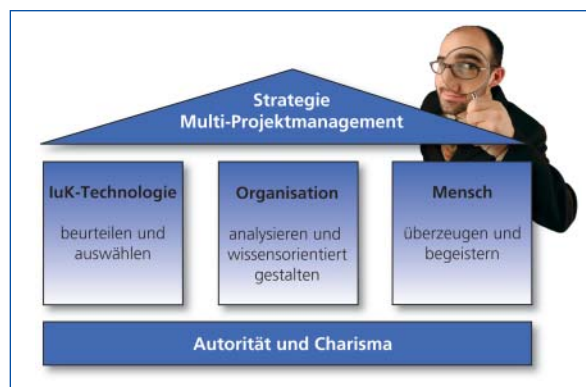 Strategie
Multi-Projektmanagement
IuK-Technologie
beurteilen und
auswählen
Organisation
analysieren und
wissensorientiert
gestalten
Mensch
überzeugen und
begeistern
Autorität und Charisma